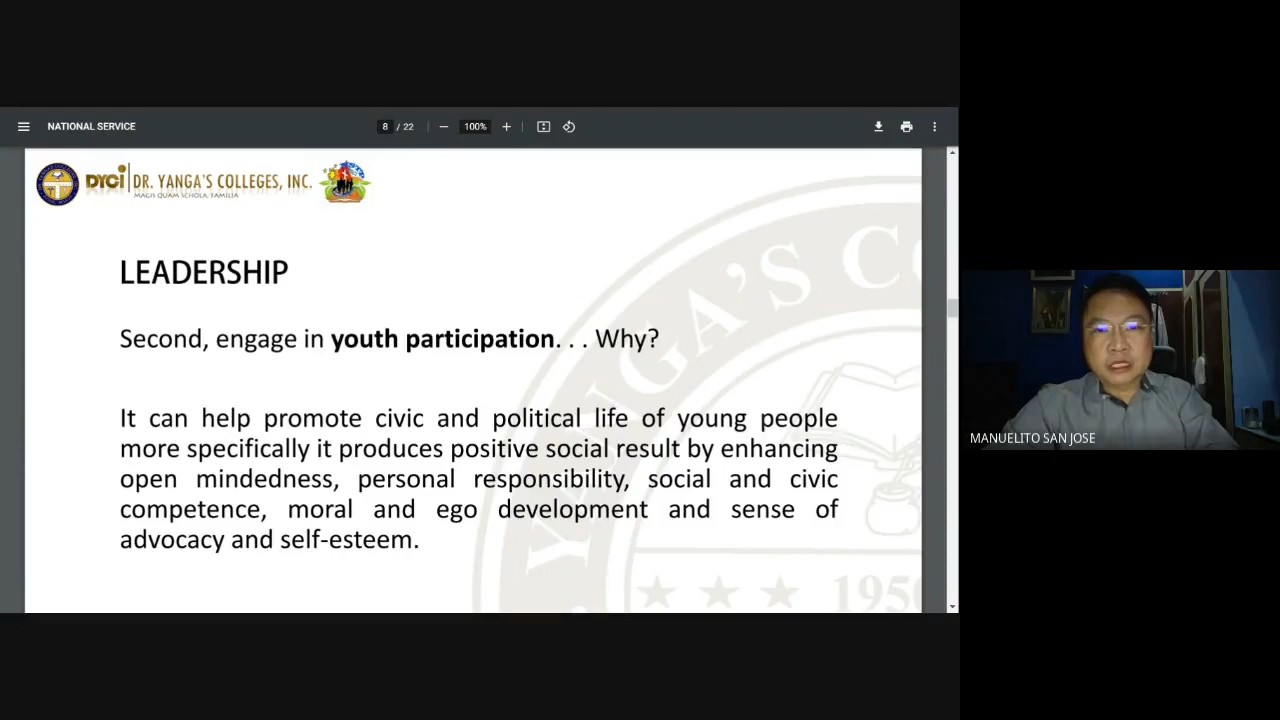 NATIONAL SERVICE
8 / 22
100%
DYCI DR. YANGA'S COLLEGES, INC.
MAGIS QUAM SCHOLA, FAMILIA
LEADERSHIP
Second, engage in youth participation. . . Why?
It can help promote civic and political life of young people
more specifically it produces positive social result by enhancing
open mindedness, personal responsibility, social and civic
competence, moral and ego development and sense of
advocacy and self-esteem.
YANGA'S CO
1950
MANUELITO SAN JOSE